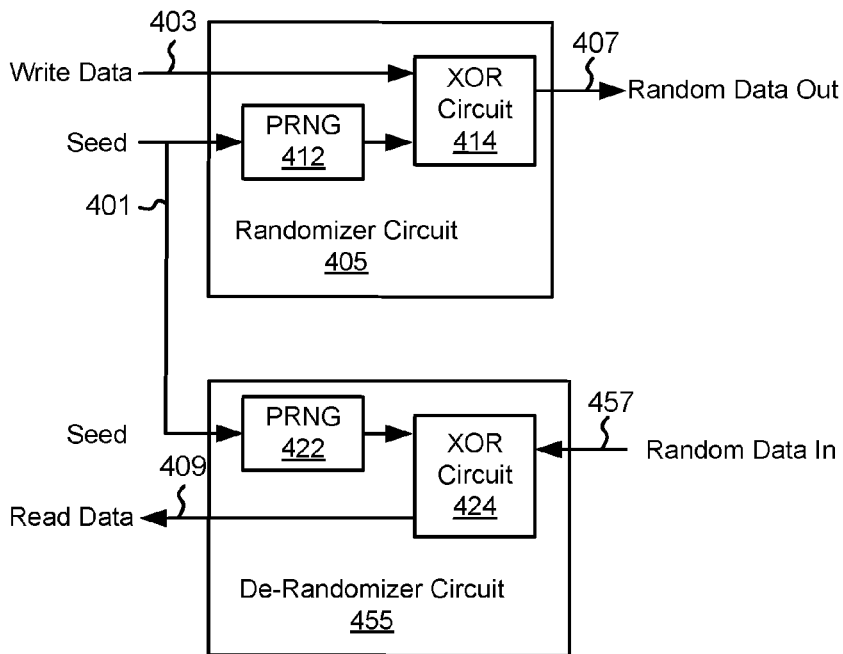 403
407
Write Data
XOR
Circuit
414
Random Data Out
Seed
PRNG
412
401
Randomizer Circuit
405
Seed
PRNG
422
XOR
Circuit
424
457
Random Data In
409
Read Data
De-Randomizer Circuit
455